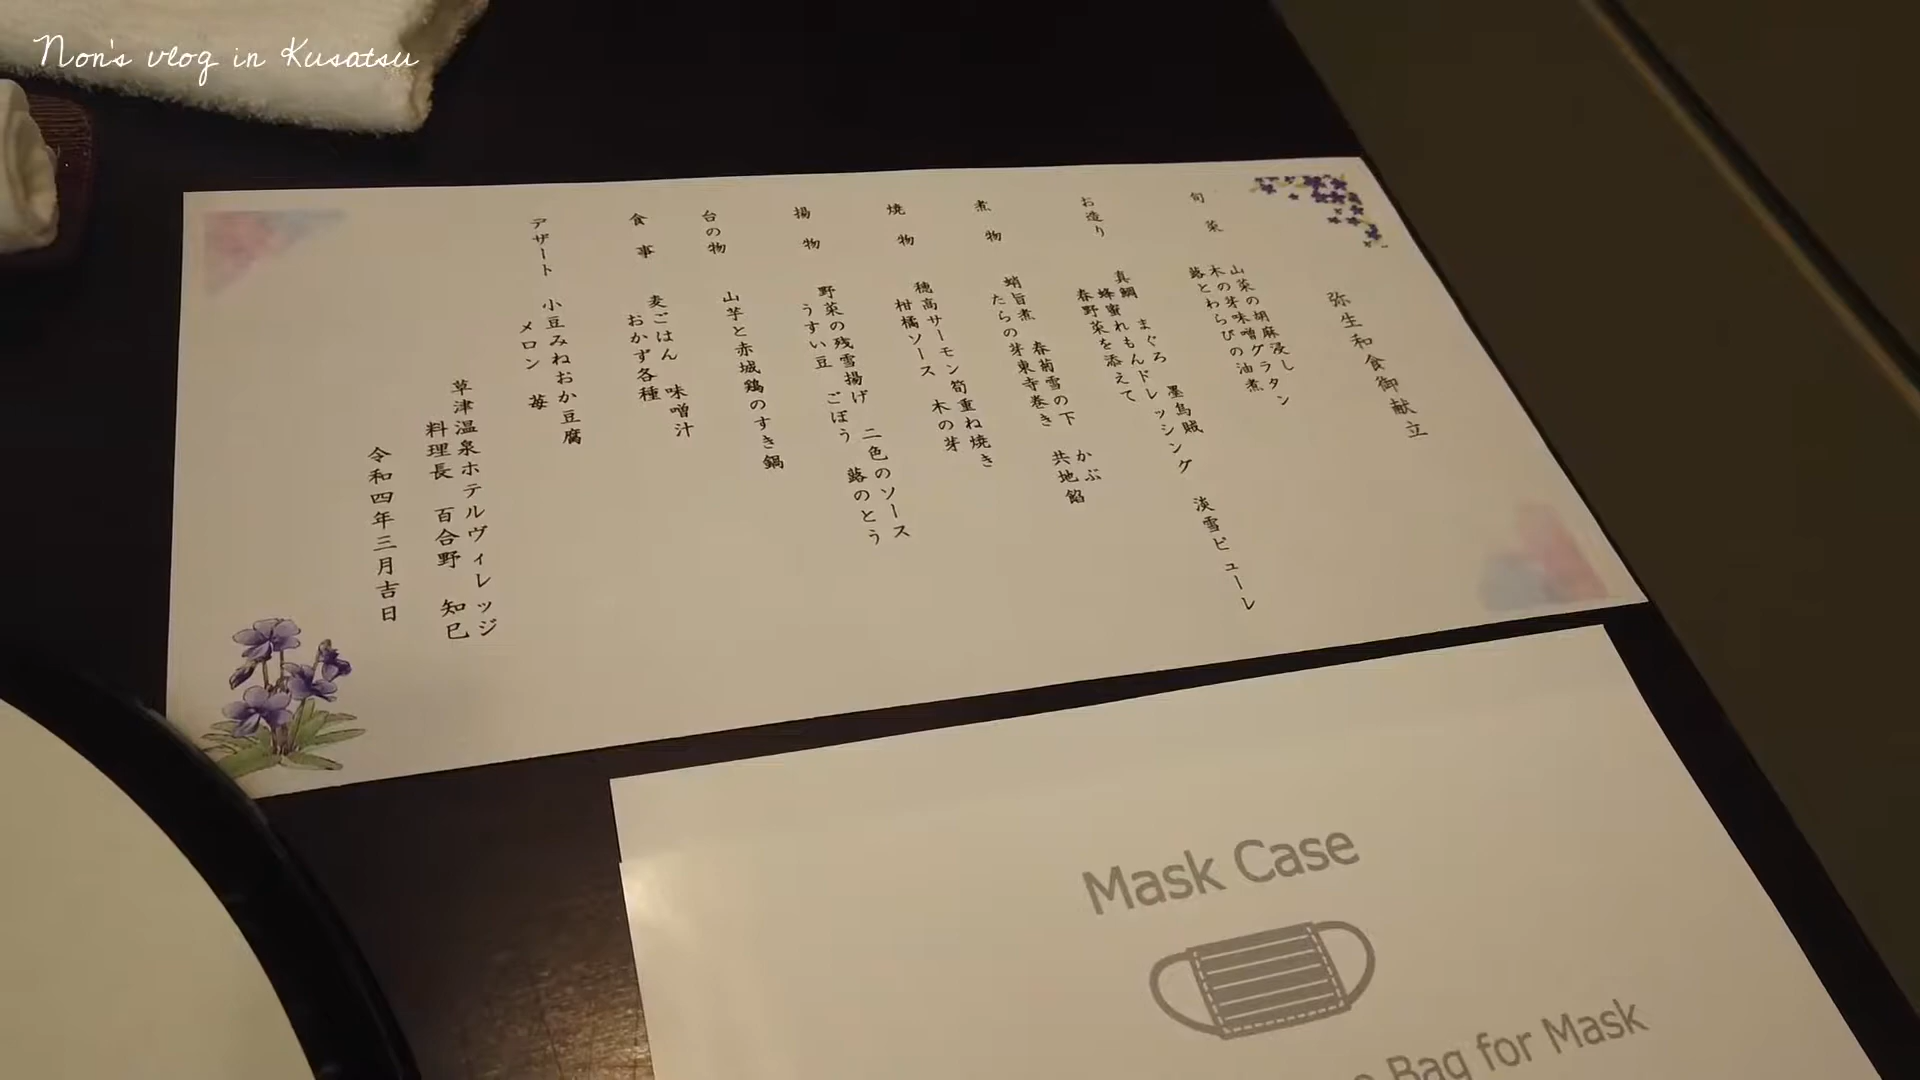 Non's vlog in Kusatsu
弥生和食御献立
旬菜
山菜の胡麻浸し
木の芽味噌グラタン
蕗とわらびの油煮
お造り
真鯛 まぐろ 墨烏賊 淡雪ピューレ
蜂蜜れもんドレッシング
春野菜を添えて
煮物
蛸旨煮 春菊雪の下 かぶ
たらの芽東寺巻き 共地餡
焼物
穂高サーモン筍重ね焼き
柑橘ソース 木の芽
揚物
野菜の残雪揚げ 二色のソース
うすい豆 ごぼう 蕗のとう
台の物
山芋と赤城鶏のすき鍋
食事
麦ごはん 味噌汁
おかず各種
デザート
小豆みねおか豆腐
メロン 苺
草津温泉ホテルヴィレッジ
料理長 百合野 知巳
令和四年三月吉日
Mask Case
Bag for Mask